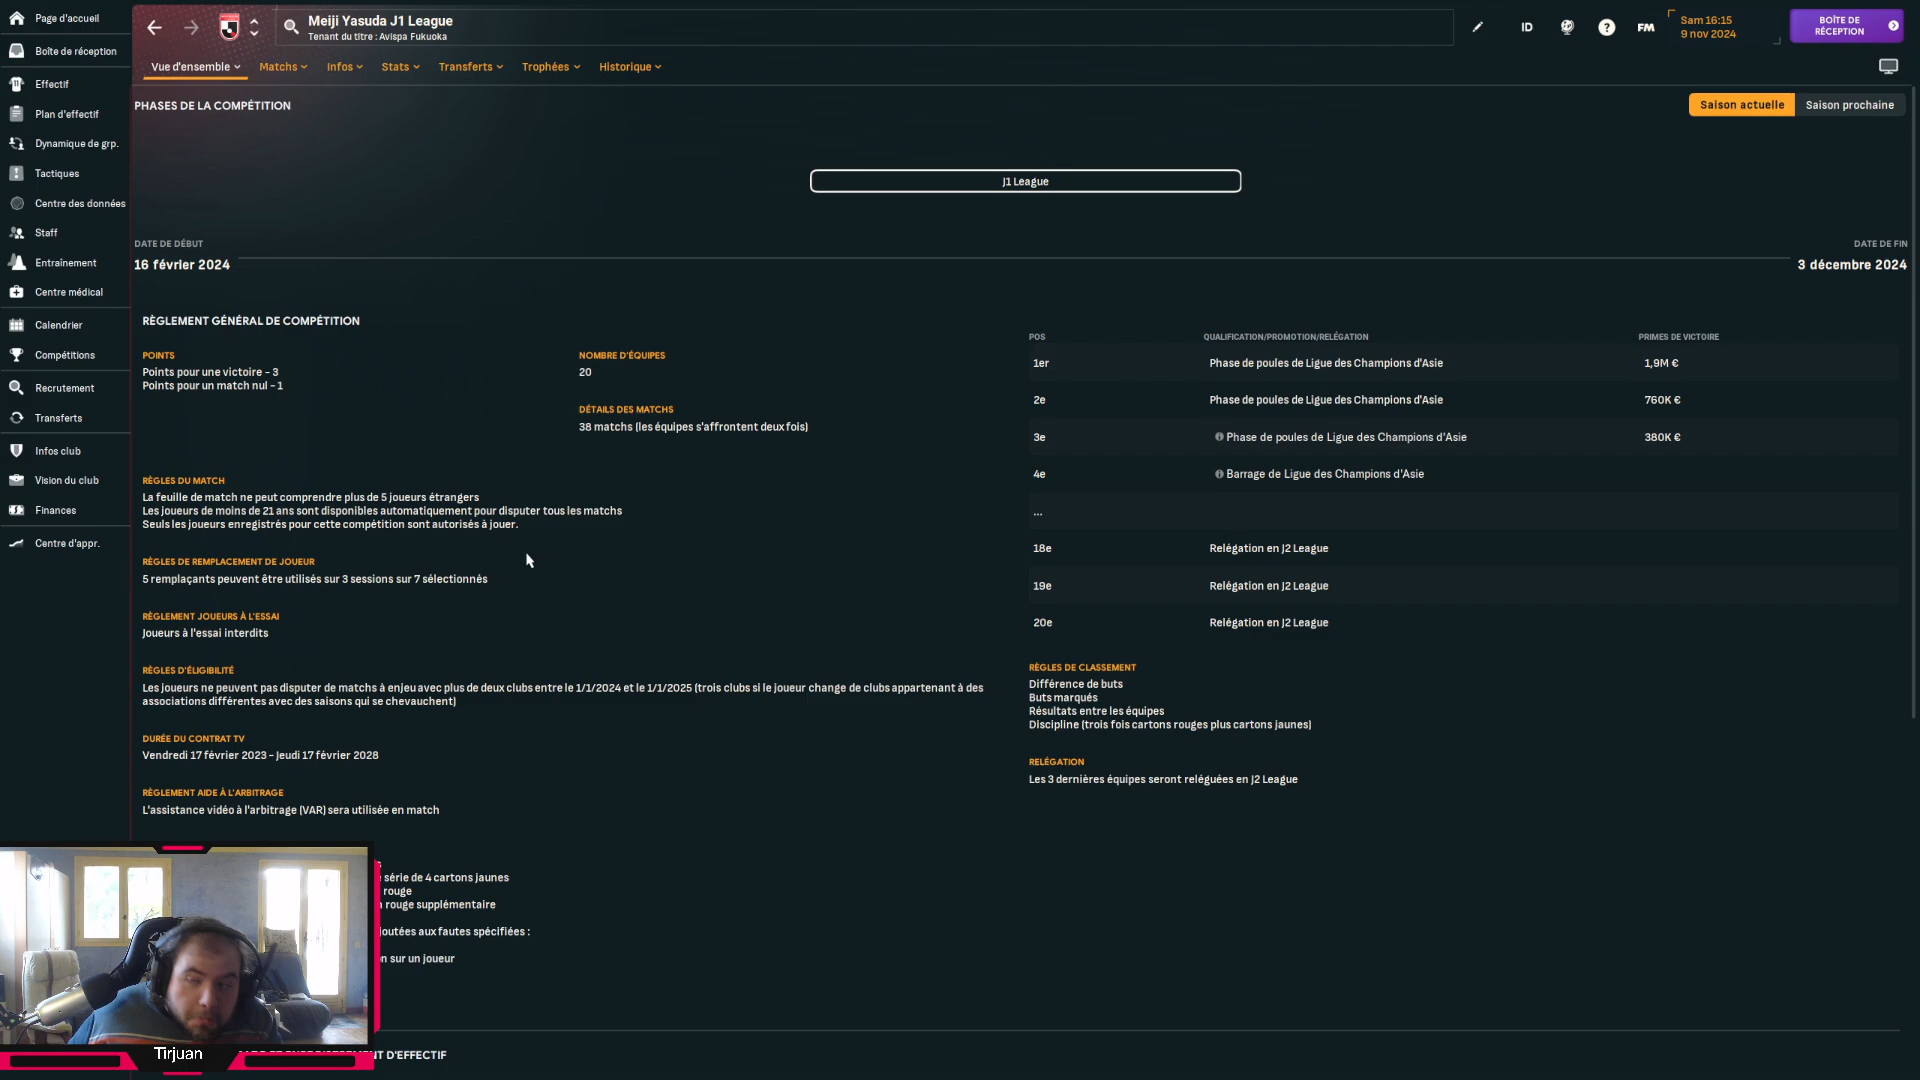 Page d'accueil
Boîte de réception
Effectif
Plan d'effectif
Dynamique de grp.
Tactiques
Centre des données
Staff
Entraînement
Centre médical
Calendrier
Compétitions
Recrutement
Transferts
Infos club
Vision du club
Finances
Centre d'appr.
Meiji Yasuda J1 League
Tenant du titre : Avispa Fukuoka
ID
FM
Sam 16:15
9 nov 2024
BOÎTE DE
RÉCEPTION
Vue d'ensemble
Matchs
Infos
Stats
Transferts
Trophées
Historique
PHASES DE LA COMPÉTITION
Saison actuelle
Saison prochaine
J1 League
DATE DE DÉBUT
16 février 2024
DATE DE FIN
3 décembre 2024
RÈGLEMENT GÉNÉRAL DE COMPÉTITION
POINTS
Points pour une victoire - 3
Points pour un match nul - 1
NOMBRE D'ÉQUIPES
20
DÉTAILS DES MATCHS
38 matchs (les équipes s'affrontent deux fois)
RÈGLES DU MATCH
La feuille de match ne peut comprendre plus de 5 joueurs étrangers
Les joueurs de moins de 21 ans sont disponibles automatiquement pour disputer tous les matchs
Seuls les joueurs enregistrés pour cette compétition sont autorisés à jouer.
RÈGLES DE REMPLACEMENT DE JOUEUR
5 remplaçants peuvent être utilisés sur 3 sessions sur 7 sélectionnés
RÈGLEMENT JOUEURS À L'ESSAI
Joueurs à l'essai interdits
RÈGLES D'ÉLIGIBILITÉ
Les joueurs ne peuvent pas disputer de matchs à enjeu avec plus de deux clubs entre le 1/1/2024 et le 1/1/2025 (trois clubs si le joueur change de clubs appartenant à des
associations différentes avec des saisons qui se chevauchent)
DURÉE DU CONTRAT TV
Vendredi 17 février 2023 - Jeudi 17 février 2028
RÈGLEMENT AIDE À L'ARBITRAGE
L'assistance vidéo à l'arbitrage (VAR) sera utilisée en match
série de 4 cartons jaunes
rouge
rouge supplémentaire
joutées aux fautes spécifiées :
sur un joueur
D'EFFECTIF
POS
QUALIFICATION/PROMOTION/RELÉGATION
PRIMES DE VICTOIRE
1er Phase de poules de Ligue des Champions d'Asie 1,9M €
2e Phase de poules de Ligue des Champions d'Asie 760K €
3e Phase de poules de Ligue des Champions d'Asie 380K €
4e Barrage de Ligue des Champions d'Asie
...
18e Relégation en J2 League
19e Relégation en J2 League
20e Relégation en J2 League
RÈGLES DE CLASSEMENT
Différence de buts
Buts marqués
Résultats entre les équipes
Discipline (trois fois cartons rouges plus cartons jaunes)
RELÉGATION
Les 3 dernières équipes seront reléguées en J2 League
Tirjuan